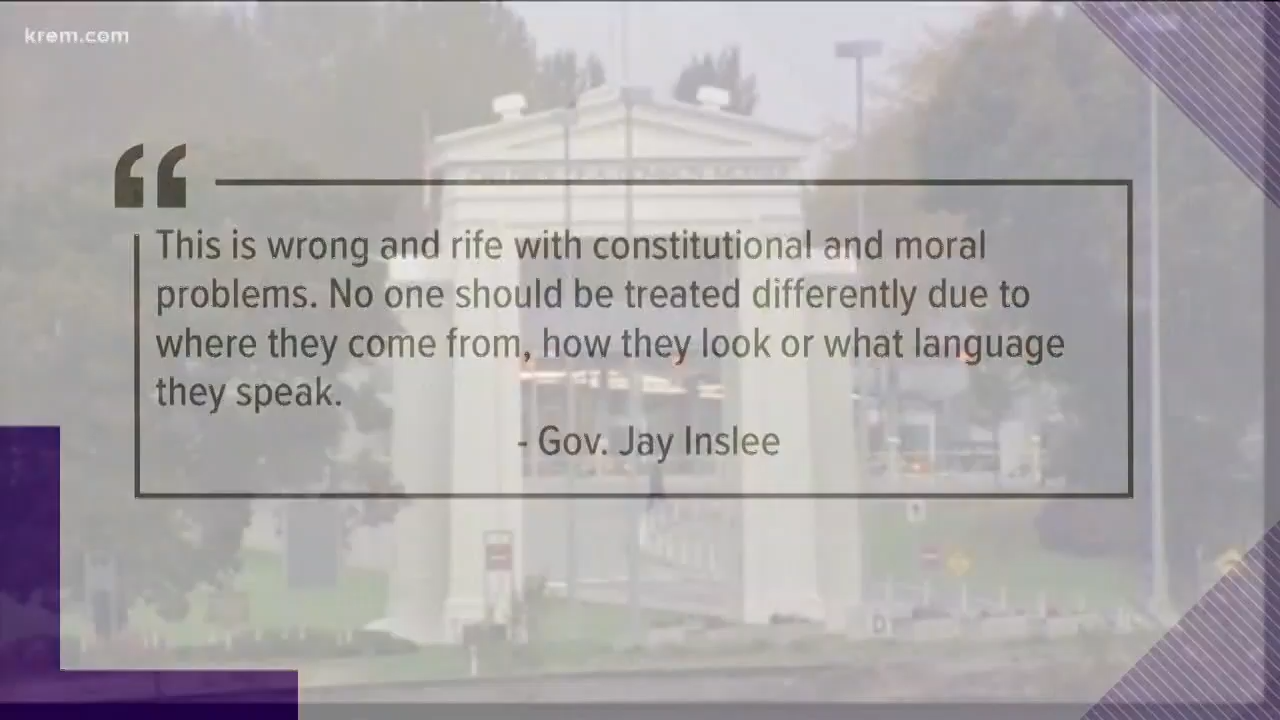 krem.com
This is wrong and rife with constitutional and moral
problems. No one should be treated differently due to
where they come from, how they look or what language
they speak.
- Gov. Jay Inslee